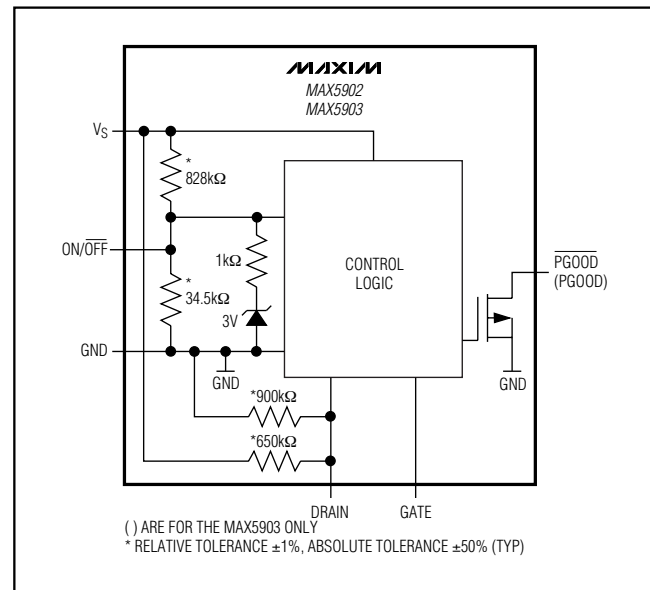 MAXIM
MAX5902
MAX5903
VS
*
828kΩ
ON/OFF
1kΩ
CONTROL
LOGIC
PGOOD
(PGOOD)
*
34.5kΩ
3V
GND
GND
GND
*900kΩ
*650kΩ
DRAIN
GATE
( ) ARE FOR THE MAX5903 ONLY
* RELATIVE TOLERANCE ±1%, ABSOLUTE TOLERANCE ±50% (TYP)